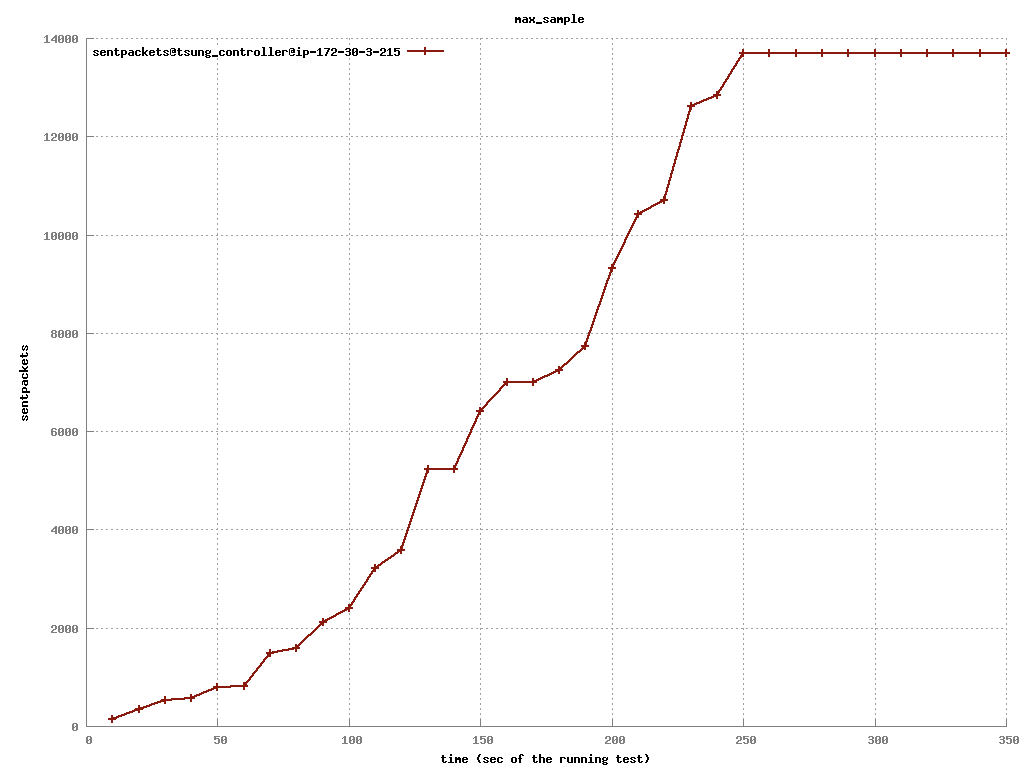 max_sample
14000
sentpackets@tsung_controller@ip-172-30-3-215
12000
10000
8000
sentpackets
6000
4000
2000
0
0 50 100 150 200 250 300 350
time (sec of the running test)